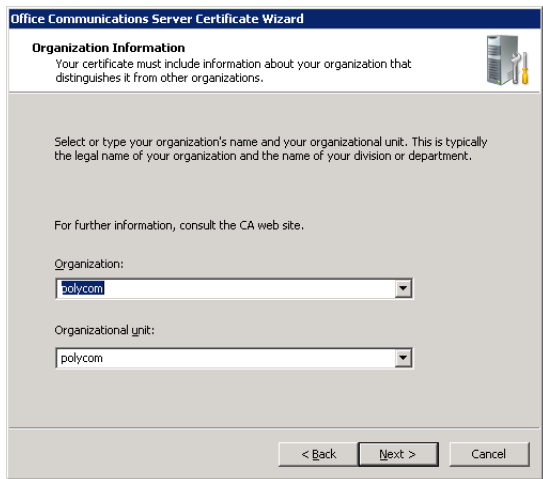 Office Communications Server Certificate Wizard
Organization Information
Your certificate must include information about your organization that
distinguishes it from other organizations.
Select or type your organization's name and your organizational unit. This is typically
the legal name of your organization and the name of your division or department.
For further information, consult the CA web site.
Organization:
polycom
Organizational unit:
polycom
< Back Next > Cancel